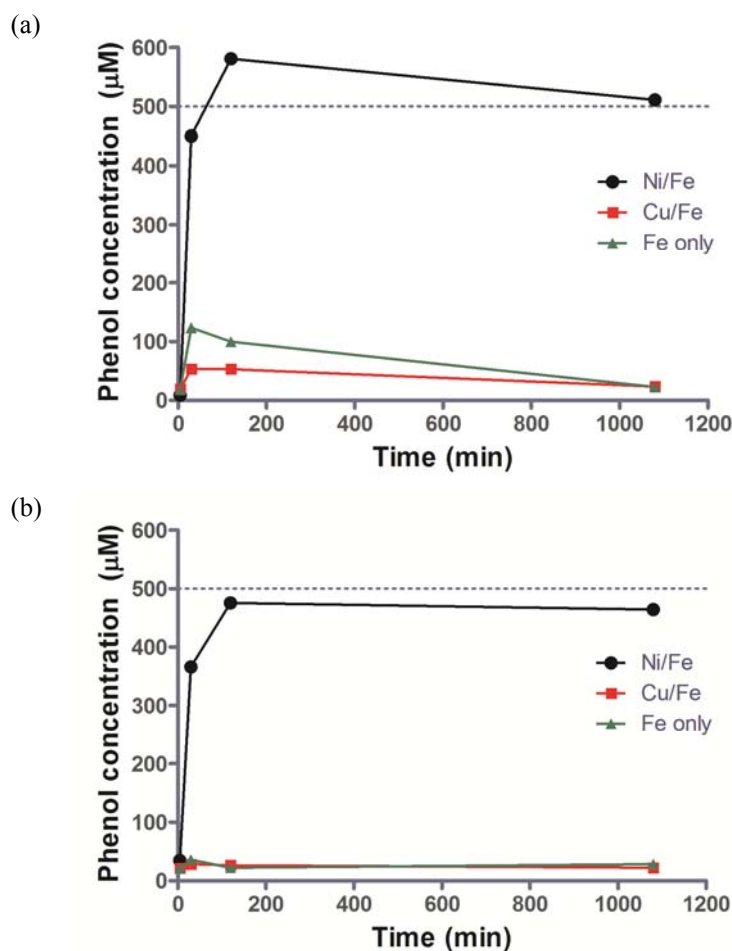 (a)
Phenol concentration (μM)
600
500
400
300
200
100
0
0 200 400 600 800 1000 1200
Time (min)
Ni/Fe
Cu/Fe
Fe only
(b)
Phenol concentration (μM)
600
500
400
300
200
100
0
0 200 400 600 800 1000 1200
Time (min)
Ni/Fe
Cu/Fe
Fe only